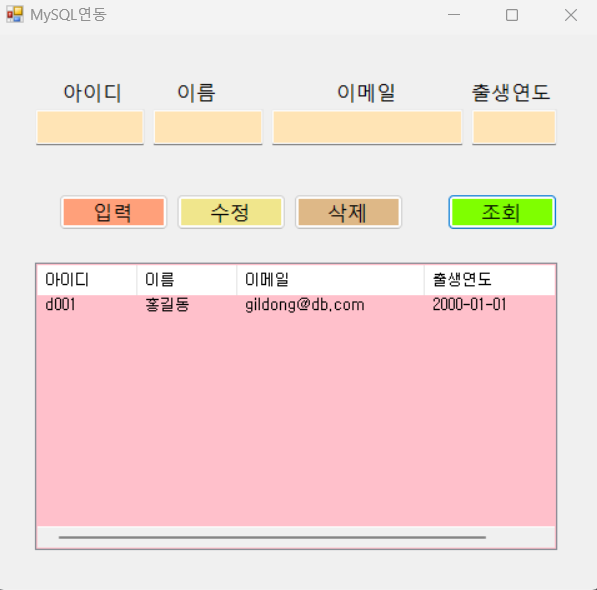 MySQL연동
아이디 이름 이메일 출생연도
입력 수정 삭제 조회
아이디 이름 이메일 출생연도
d001 홍길동 gildong@db.com 2000-01-01